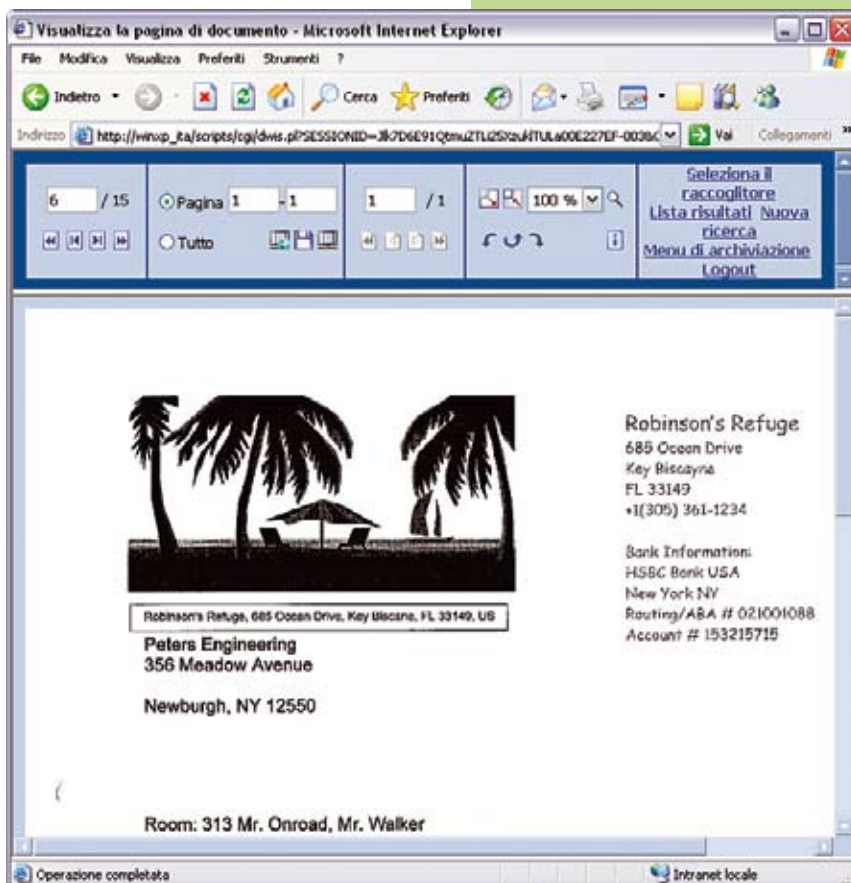 Visualizza la pagina di documento - Microsoft Internet Explorer
File Modifica Visualizza Preferiti Strumenti ?
Indietro Cerca Preferiti
Indirizzo Vai Collegamenti »
6 / 15 Pagina 1 - 1 1 / 1 100 %
Tutto
Seleziona il
raccoglitore
Lista risultati Nuova
ricerca
Menu di archiviazione
Logout
Robinson's Refuge
685 Ocean Drive
Key Biscayne
FL 33149
+1(305) 361-1234
Bank Information:
HSBC Bank USA
New York NY
Routing/ABA # 021001088
Account # 153215715
Robinson's Refuge, 685 Ocean Drive, Key Biscane, FL 33149, US
Peters Engineering
356 Meadow Avenue
Newburgh, NY 12550
Room: 313 Mr. Onroad, Mr. Walker
Operazione completata Intranet locale